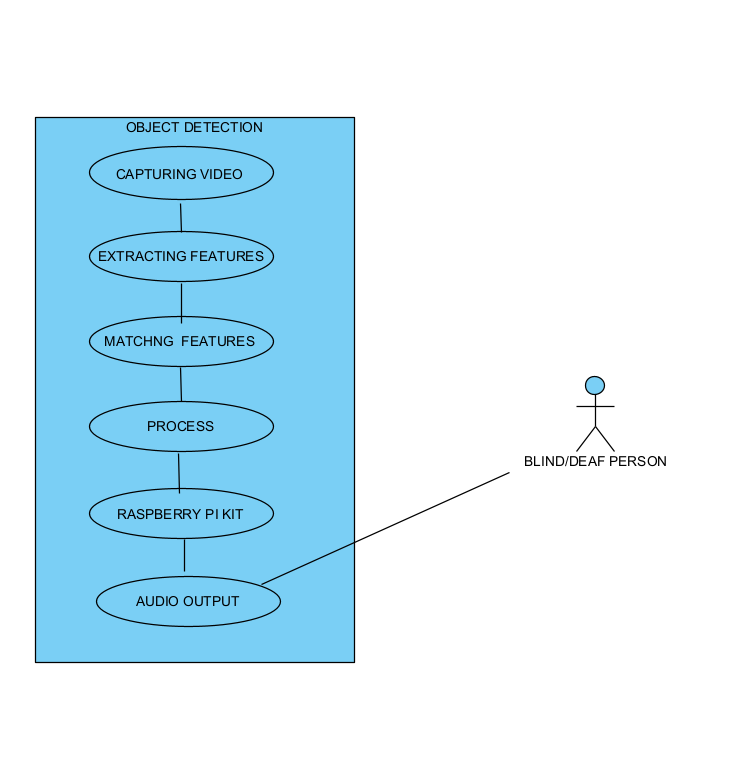 OBJECT DETECTION
CAPTURING VIDEO
EXTRACTING FEATURES
MATCHNG  FEATURES
PROCESS
BLIND/DEAF PERSON
RASPBERRY PI KIT
AUDIO OUTPUT